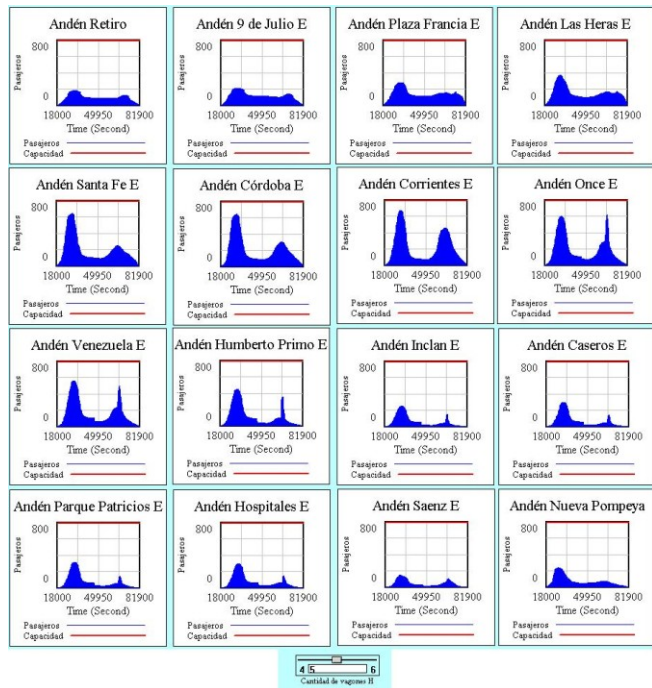 Andén Retiro
800
Pasajeros
0
18000 49950 81900
Time (Second)
Pasajeros
Capacidad
Andén 9 de Julio E
800
Pasajeros
0
18000 49950 81900
Time (Second)
Pasajeros
Capacidad
Andén Plaza Francia E
800
Pasajeros
0
18000 49950 81900
Time (Second)
Pasajeros
Capacidad
Andén Las Heras E
800
Pasajeros
0
18000 49950 81900
Time (Second)
Pasajeros
Capacidad
Andén Santa Fe E
800
Pasajeros
0
18000 49950 81900
Time (Second)
Pasajeros
Capacidad
Andén Córdoba E
800
Pasajeros
0
18000 49950 81900
Time (Second)
Pasajeros
Capacidad
Andén Corrientes E
800
Pasajeros
0
18000 49950 81900
Time (Second)
Pasajeros
Capacidad
Andén Once E
800
Pasajeros
0
18000 49950 81900
Time (Second)
Pasajeros
Capacidad
Andén Venezuela E
800
Pasajeros
0
18000 49950 81900
Time (Second)
Pasajeros
Capacidad
Andén Humberto Primo E
800
Pasajeros
0
18000 49950 81900
Time (Second)
Pasajeros
Capacidad
Andén Inclan E
800
Pasajeros
0
18000 49950 81900
Time (Second)
Pasajeros
Capacidad
Andén Caseros E
800
Pasajeros
0
18000 49950 81900
Time (Second)
Pasajeros
Capacidad
Andén Parque Patricios E
800
Pasajeros
0
18000 49950 81900
Time (Second)
Pasajeros
Capacidad
Andén Hospitales E
800
Pasajeros
0
18000 49950 81900
Time (Second)
Pasajeros
Capacidad
Andén Saenz E
800
Pasajeros
0
18000 49950 81900
Time (Second)
Pasajeros
Capacidad
Andén Nueva Pompeya
800
Pasajeros
0
18000 49950 81900
Time (Second)
Pasajeros
Capacidad
4 5 6
Cantidad de vagones H